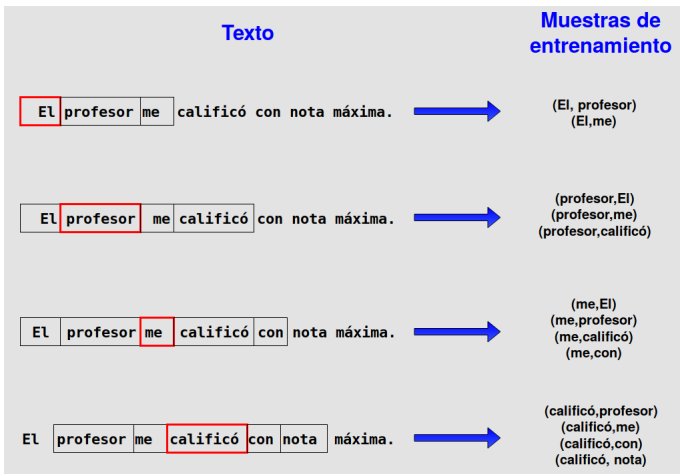 Texto
Muestras de
entrenamiento
El profesor me calificó con nota máxima.
(El, profesor)
(El,me)
El profesor me calificó con nota máxima.
(profesor,El)
(profesor,me)
(profesor,calificó)
El profesor me calificó con nota máxima.
(me,El)
(me,profesor)
(me,calificó)
(me,con)
El profesor me calificó con nota máxima.
(calificó,profesor)
(calificó,me)
(calificó,con)
(calificó, nota)